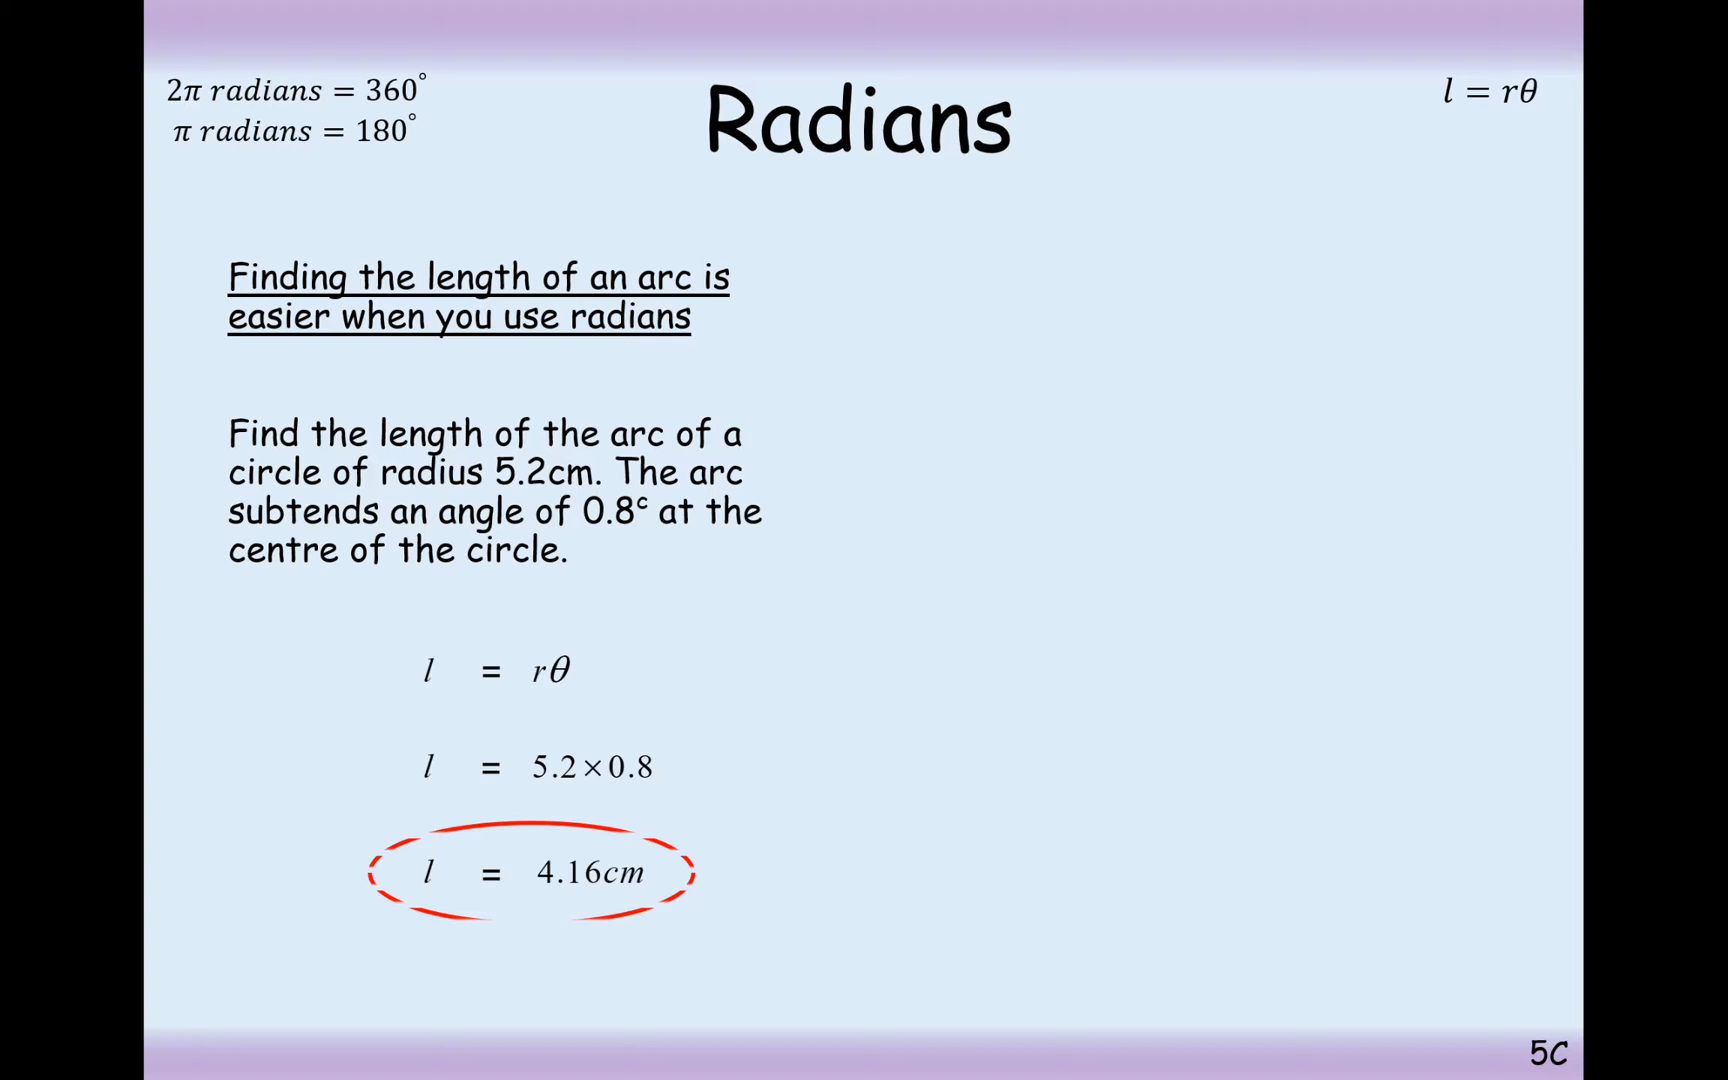 2π radians = 360°
π radians = 180°
Radians
l = rθ
Finding the length of an arc is
easier when you use radians
Find the length of the arc of a
circle of radius 5.2cm. The arc
subtends an angle of 0.8ᶜ at the
centre of the circle.
l = rθ
l = 5.2×0.8
l = 4.16cm
5C